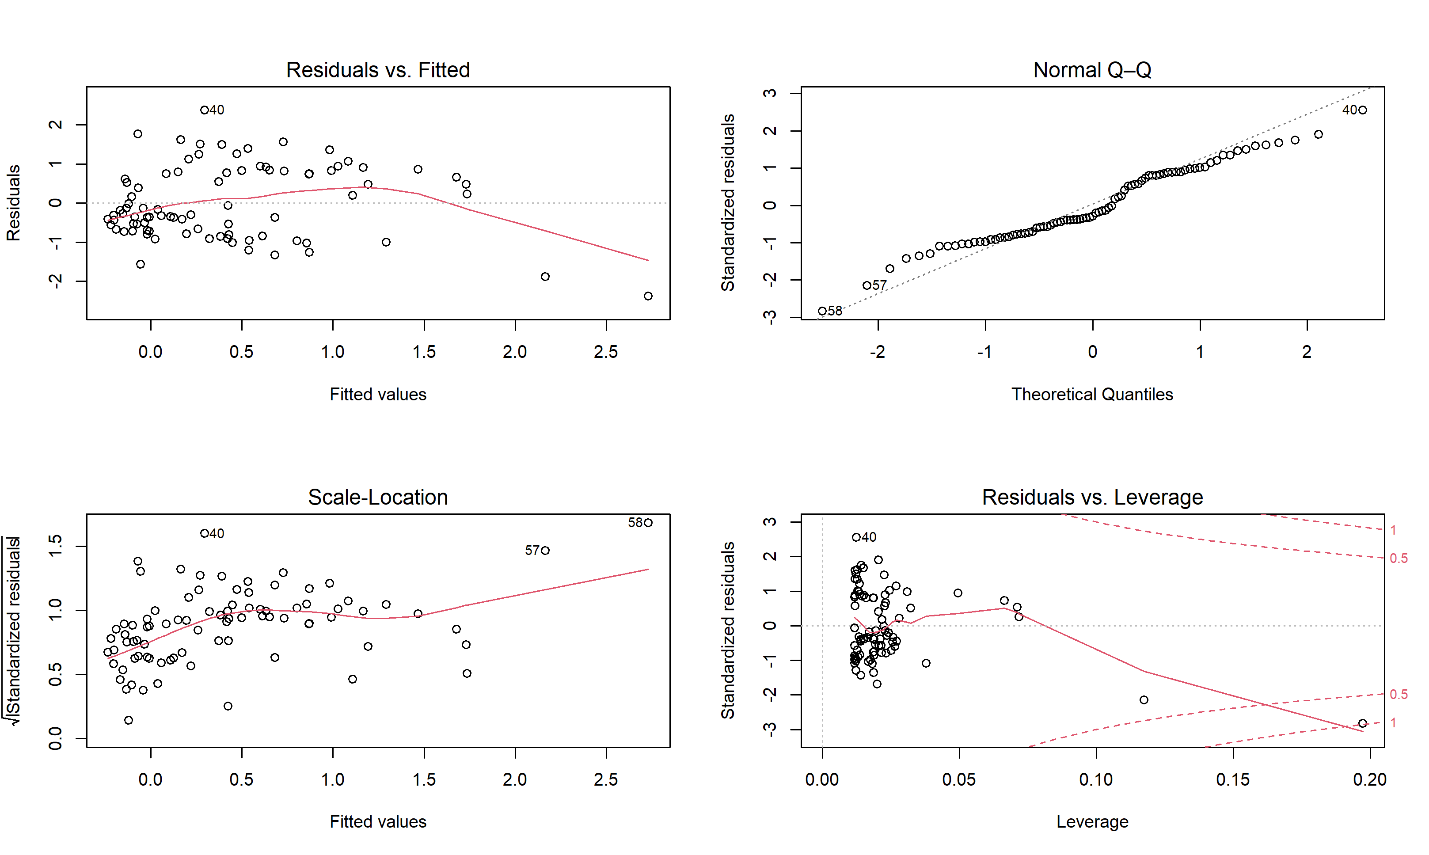 Residuals vs. Fitted
Residuals
2
1
0
-1
-2
40
0.0 0.5 1.0 1.5 2.0 2.5
Fitted values
Normal Q–Q
Standardized residuals
3
2
1
0
-1
-2
-3
40
57
58
-2 -1 0 1 2
Theoretical Quantiles
Scale-Location
√|Standardized residuals|
1.5
1.0
0.5
0.0
40
58
57
0.0 0.5 1.0 1.5 2.0 2.5
Fitted values
Residuals vs. Leverage
Standardized residuals
3
2
1
0
-1
-2
-3
40
1
0.5
0.5
1
0.00 0.05 0.10 0.15 0.20
Leverage